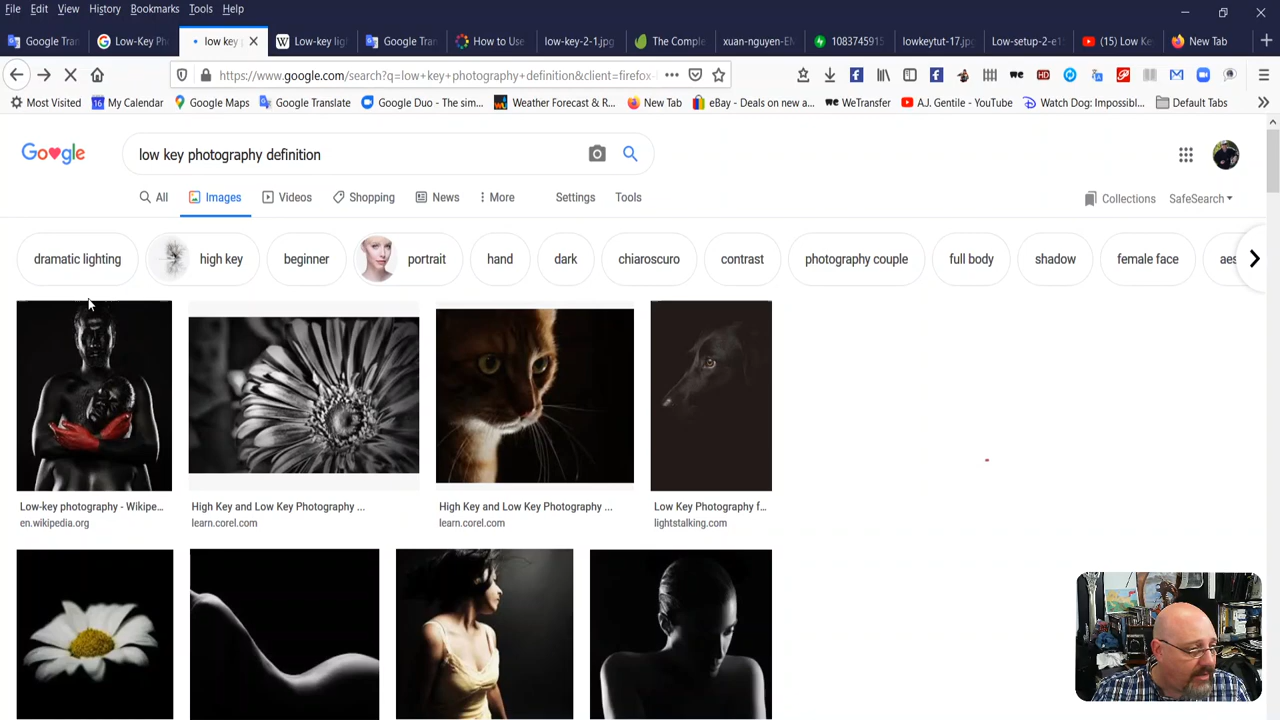 File Edit View History Bookmarks Tools Help
Google Tran
Low-Key Ph
low key p
Low-key ligh
Google Tran
How to Use
low-key-2-1.jpg
The Comple
xuan-nguyen-EM
1083745915
lowkeytut-17.jpg
Low-setup-2-e1
(15) Low Ke
New Tab
https://www.google.com/search?q=low+key+photography+definition&client=firefox-
Most Visited
My Calendar
Google Maps
Google Translate
Google Duo - The sim...
Weather Forecast & R...
New Tab
eBay - Deals on new a...
WeTransfer
A.J. Gentile - YouTube
Watch Dog: Impossibl...
Default Tabs
low key photography definition
All Images Videos Shopping News More Settings Tools
Collections SafeSearch
dramatic lighting
high key
beginner
portrait
hand
dark
chiaroscuro
contrast
photography couple
full body
shadow
female face
aes
Low-key photography - Wikipe...
en.wikipedia.org
High Key and Low Key Photography ...
learn.corel.com
High Key and Low Key Photography ...
learn.corel.com
Low Key Photography f...
lightstalking.com